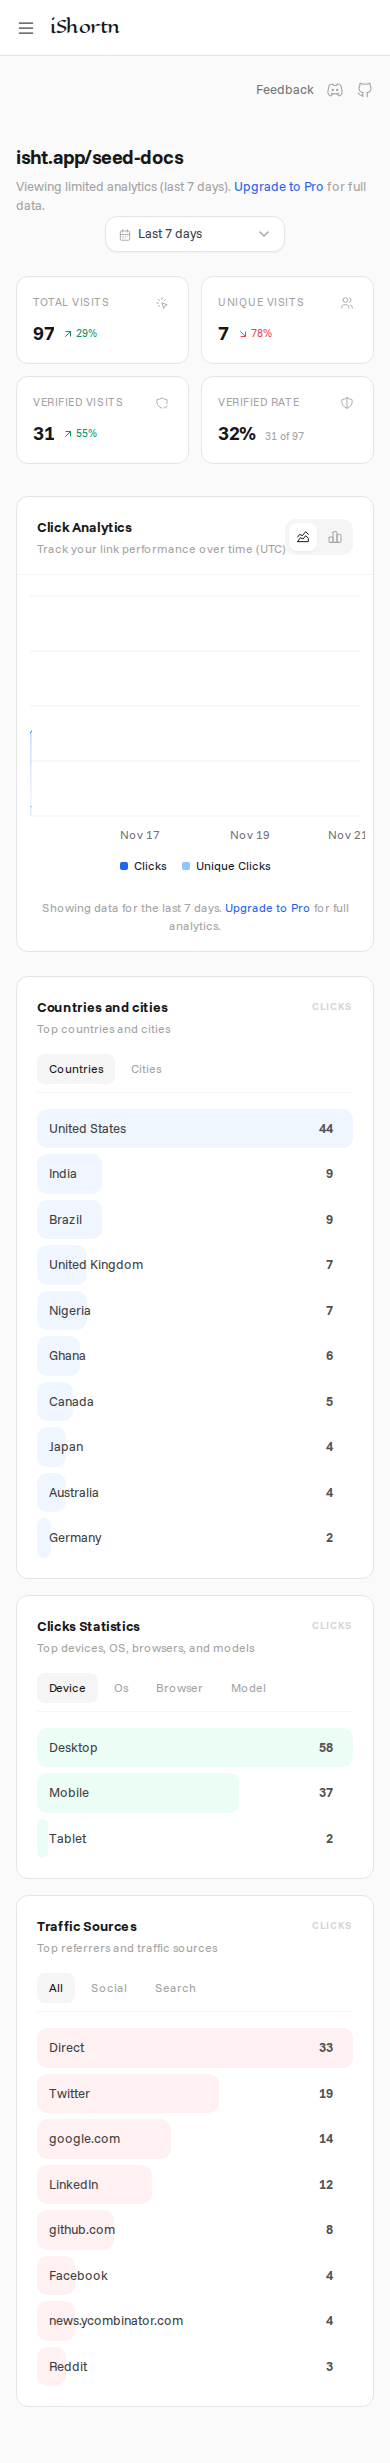 iShortn
Feedback
isht.app/seed-docs
Viewing limited analytics (last 7 days). Upgrade to Pro for full
data.
Last 7 days
TOTAL VISITS
97 29%
UNIQUE VISITS
7 78%
VERIFIED VISITS
31 55%
VERIFIED RATE
32% 31 of 97
Click Analytics
Track your link performance over time (UTC)
Nov 17 Nov 19 Nov 21
Clicks Unique Clicks
Showing data for the last 7 days. Upgrade to Pro for full
analytics.
Countries and cities CLICKS
Top countries and cities
Countries Cities
United States 44
India 9
Brazil 9
United Kingdom 7
Nigeria 7
Ghana 6
Canada 5
Japan 4
Australia 4
Germany 2
Clicks Statistics CLICKS
Top devices, OS, browsers, and models
Device Os Browser Model
Desktop 58
Mobile 37
Tablet 2
Traffic Sources CLICKS
Top referrers and traffic sources
All Social Search
Direct 33
Twitter 19
google.com 14
LinkedIn 12
github.com 8
Facebook 4
news.ycombinator.com 4
Reddit 3